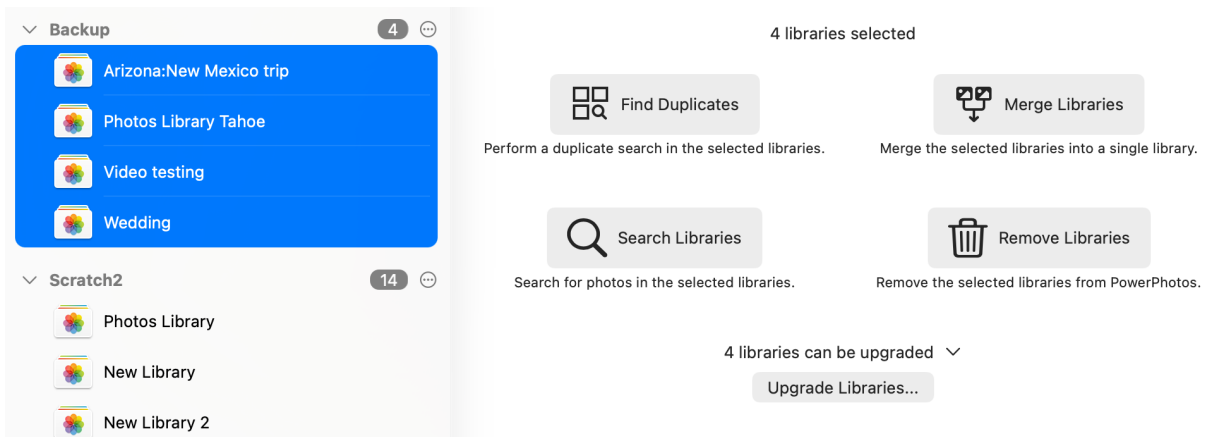 Backup
4
Arizona:New Mexico trip
Photos Library Tahoe
Video testing
Wedding
Scratch2
14
Photos Library
New Library
New Library 2
4 libraries selected
Find Duplicates
Perform a duplicate search in the selected libraries.
Merge Libraries
Merge the selected libraries into a single library.
Search Libraries
Search for photos in the selected libraries.
Remove Libraries
Remove the selected libraries from PowerPhotos.
4 libraries can be upgraded
Upgrade Libraries...